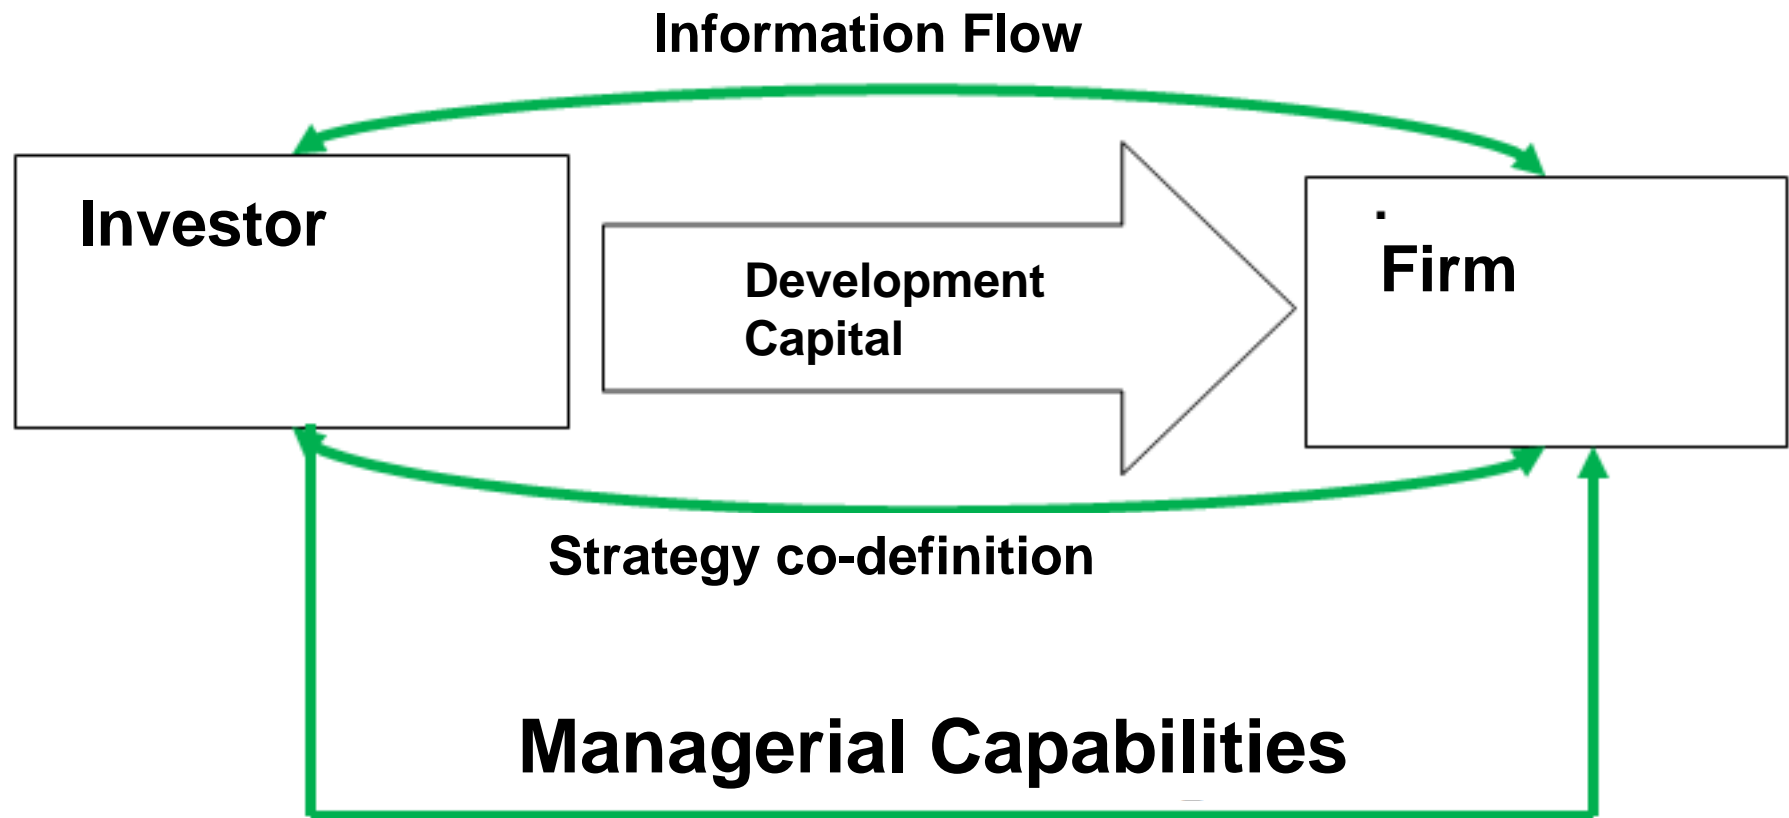 Information Flow
Investor
.
Firm
Development
Capital
Strategy co-definition
Managerial Capabilities